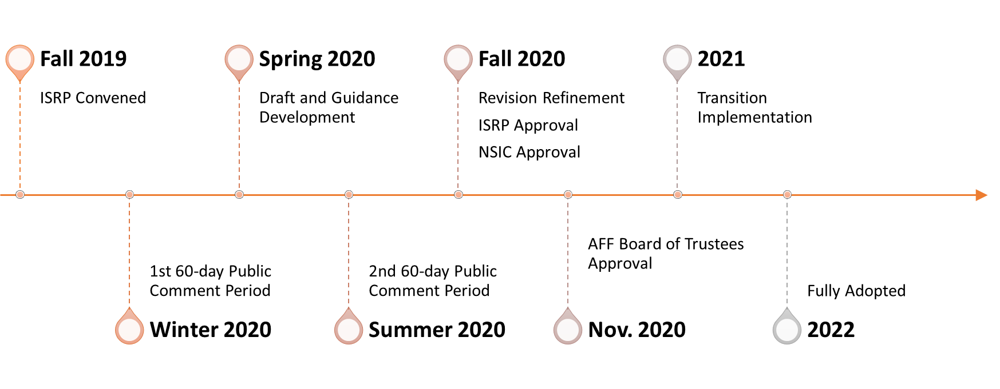 Fall 2019
ISRP Convened
Spring 2020
Draft and Guidance
Development
Fall 2020
Revision Refinement
ISRP Approval
NSIC Approval
2021
Transition
Implementation
1st 60-day Public
Comment Period
Winter 2020
2nd 60-day Public
Comment Period
Summer 2020
AFF Board of Trustees
Approval
Nov. 2020
Fully Adopted
2022